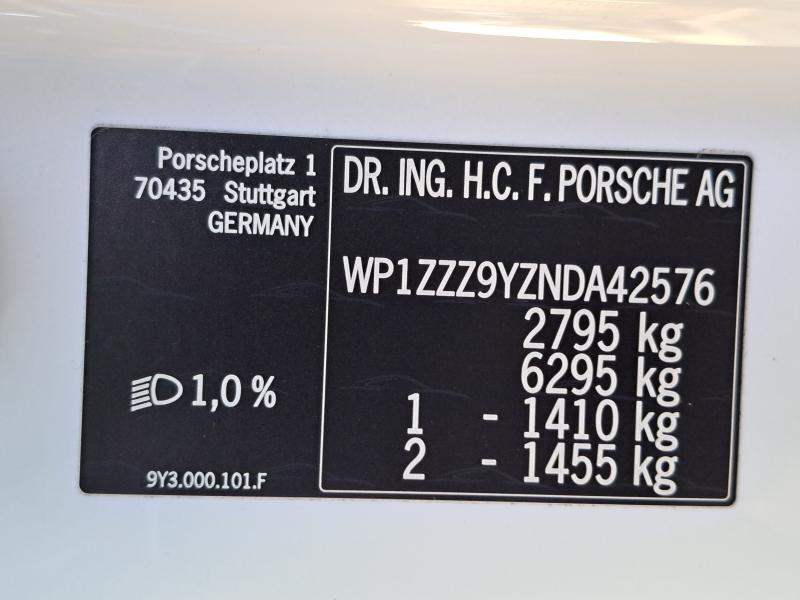 Porscheplatz 1
70435 Stuttgart
GERMANY
1,0 %
9Y3.000.101.F
DR. ING. H.C. F. PORSCHE AG
WP1ZZZ9YZNDA42576
2795 kg
6295 kg
1 - 1410 kg
2 - 1455 kg